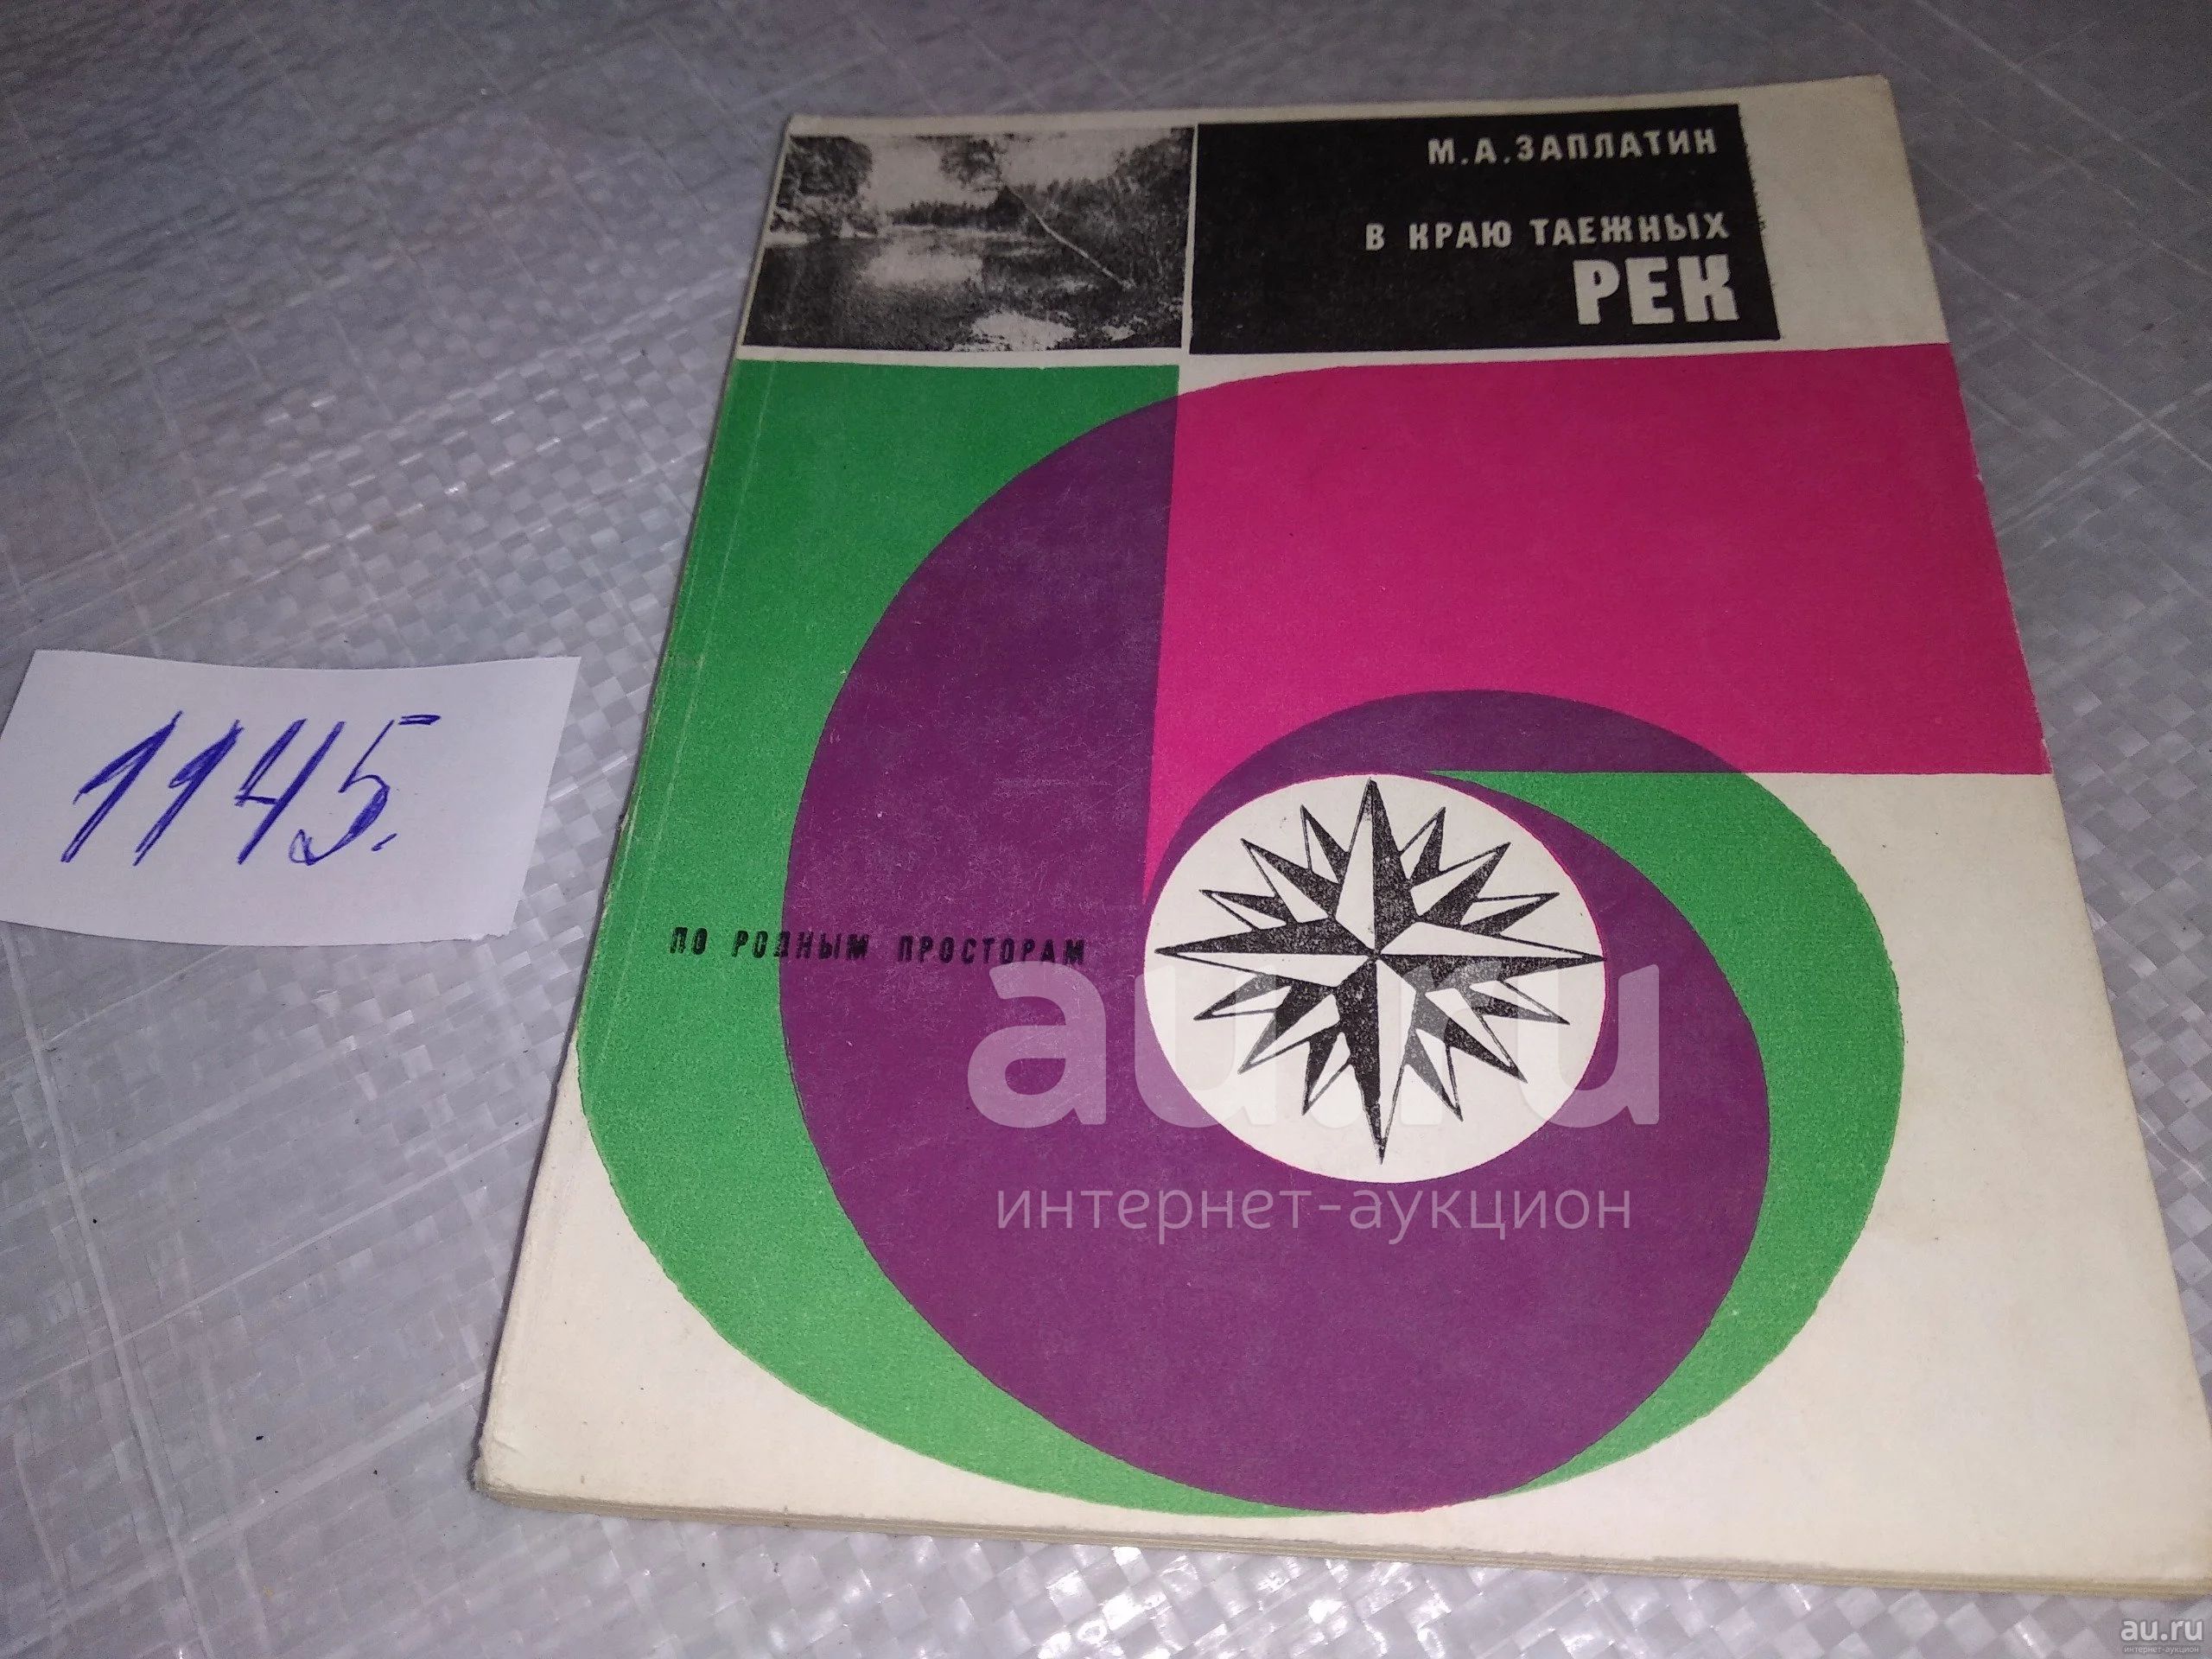 М.А.ЗАПЛАТИН
В КРАЮ ТАЕЖНЫХ
РЕК
1145.
ПО РОДНЫМ ПРОСТОРАМ
au.ru
интернет-аукцион
au.ru
интернет-аукцион